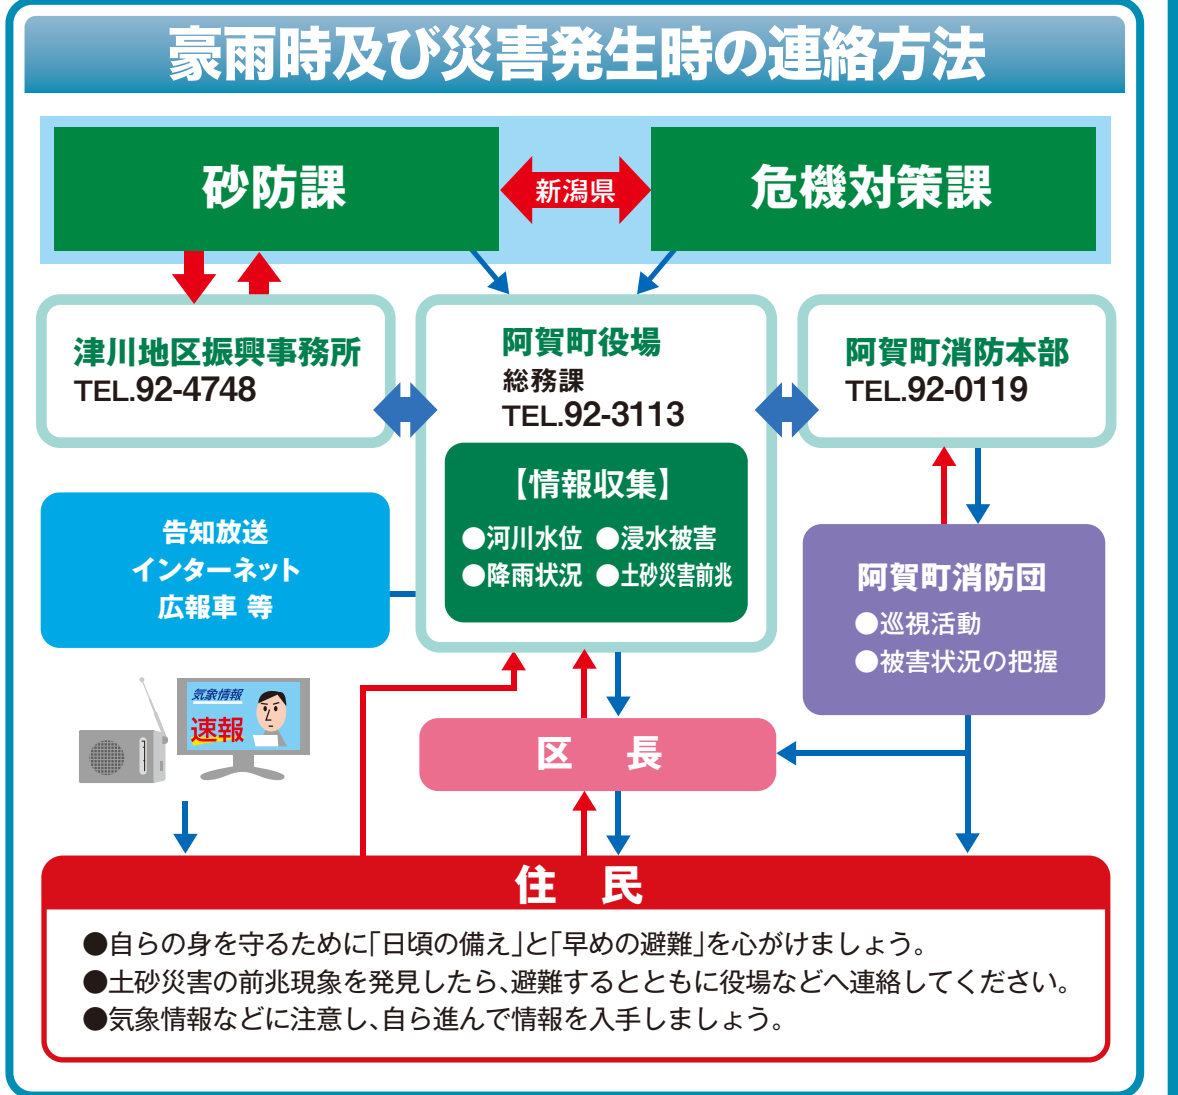 豪雨時及び災害発生時の連絡方法
砂防課
新潟県
危機対策課
津川地区振興事務所
TEL.92-4748
阿賀町役場
総務課
TEL.92-3113
阿賀町消防本部
TEL.92-0119
【情報収集】
●河川水位 ●浸水被害
●降雨状況 ●土砂災害前兆
告知放送
インターネット
広報車 等
阿賀町消防団
●巡視活動
●被害状況の把握
気象情報
速報
区 長
住 民
●自らの身を守るために「日頃の備え」と「早めの避難」を心がけましょう。
●土砂災害の前兆現象を発見したら、避難するとともに役場などへ連絡してください。
●気象情報などに注意し、自ら進んで情報を入手しましょう。